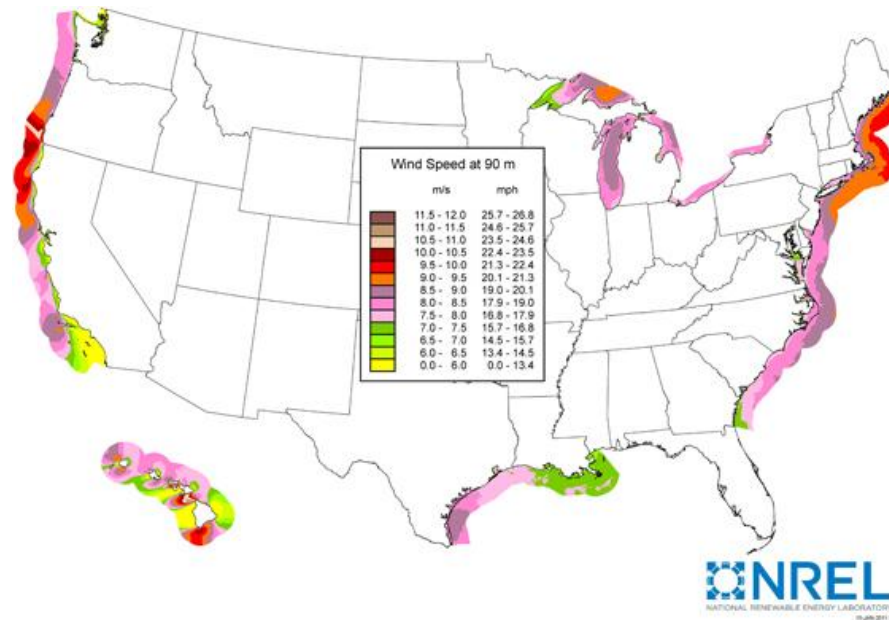 Wind Speed at 90 m
m/s mph
11.5 - 12.0 25.7 - 26.8
11.0 - 11.5 24.6 - 25.7
10.5 - 11.0 23.5 - 24.6
10.0 - 10.5 22.4 - 23.5
9.5 - 10.0 21.3 - 22.4
9.0 - 9.5 20.1 - 21.3
8.5 - 9.0 19.0 - 20.1
8.0 - 8.5 17.9 - 19.0
7.5 - 8.0 16.8 - 17.9
7.0 - 7.5 15.7 - 16.8
6.5 - 7.0 14.5 - 15.7
6.0 - 6.5 13.4 - 14.5
0.0 - 6.0 0.0 - 13.4
NREL
NATIONAL RENEWABLE ENERGY LABORATORY